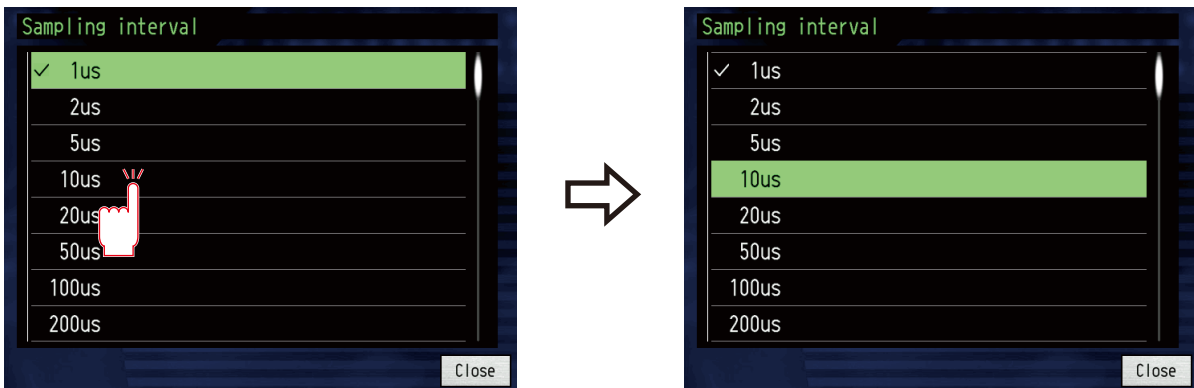 Sampling interval
✓ 1us
2us
5us
10us
20us
50us
100us
200us
Close
Sampling interval
✓ 1us
2us
5us
10us
20us
50us
100us
200us
Close